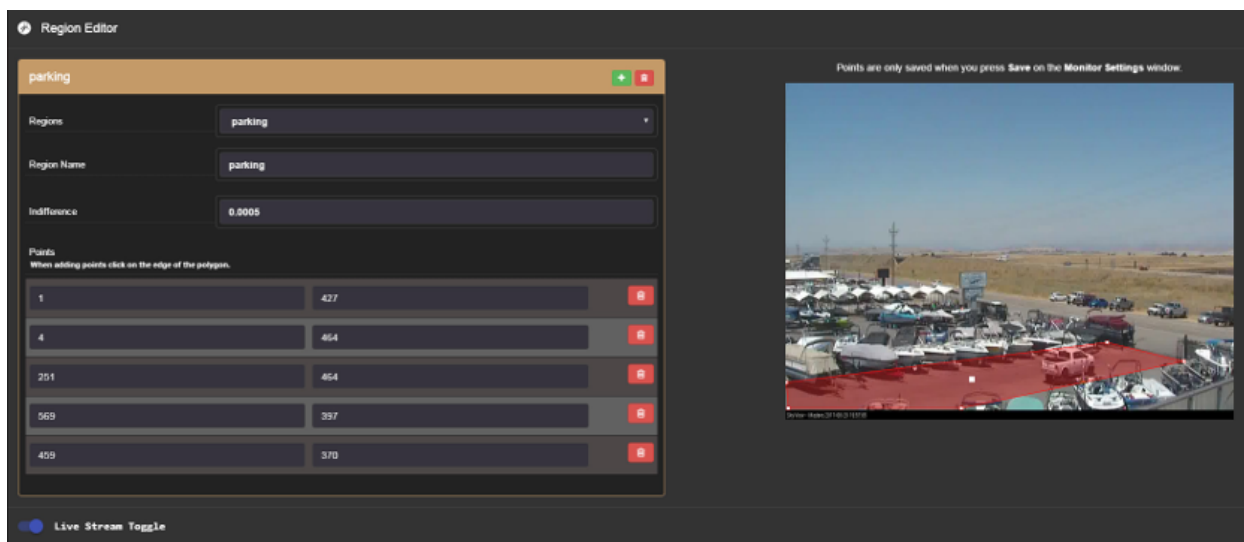 Region Editor
parking
Points are only saved when you press Save on the Monitor Settings window.
Regions
parking
Region Name
parking
Indifference
0.0005
Points
When adding points click on the edge of the polygon.
1 427
4 464
251 464
569 397
459 370
Live Stream Toggle